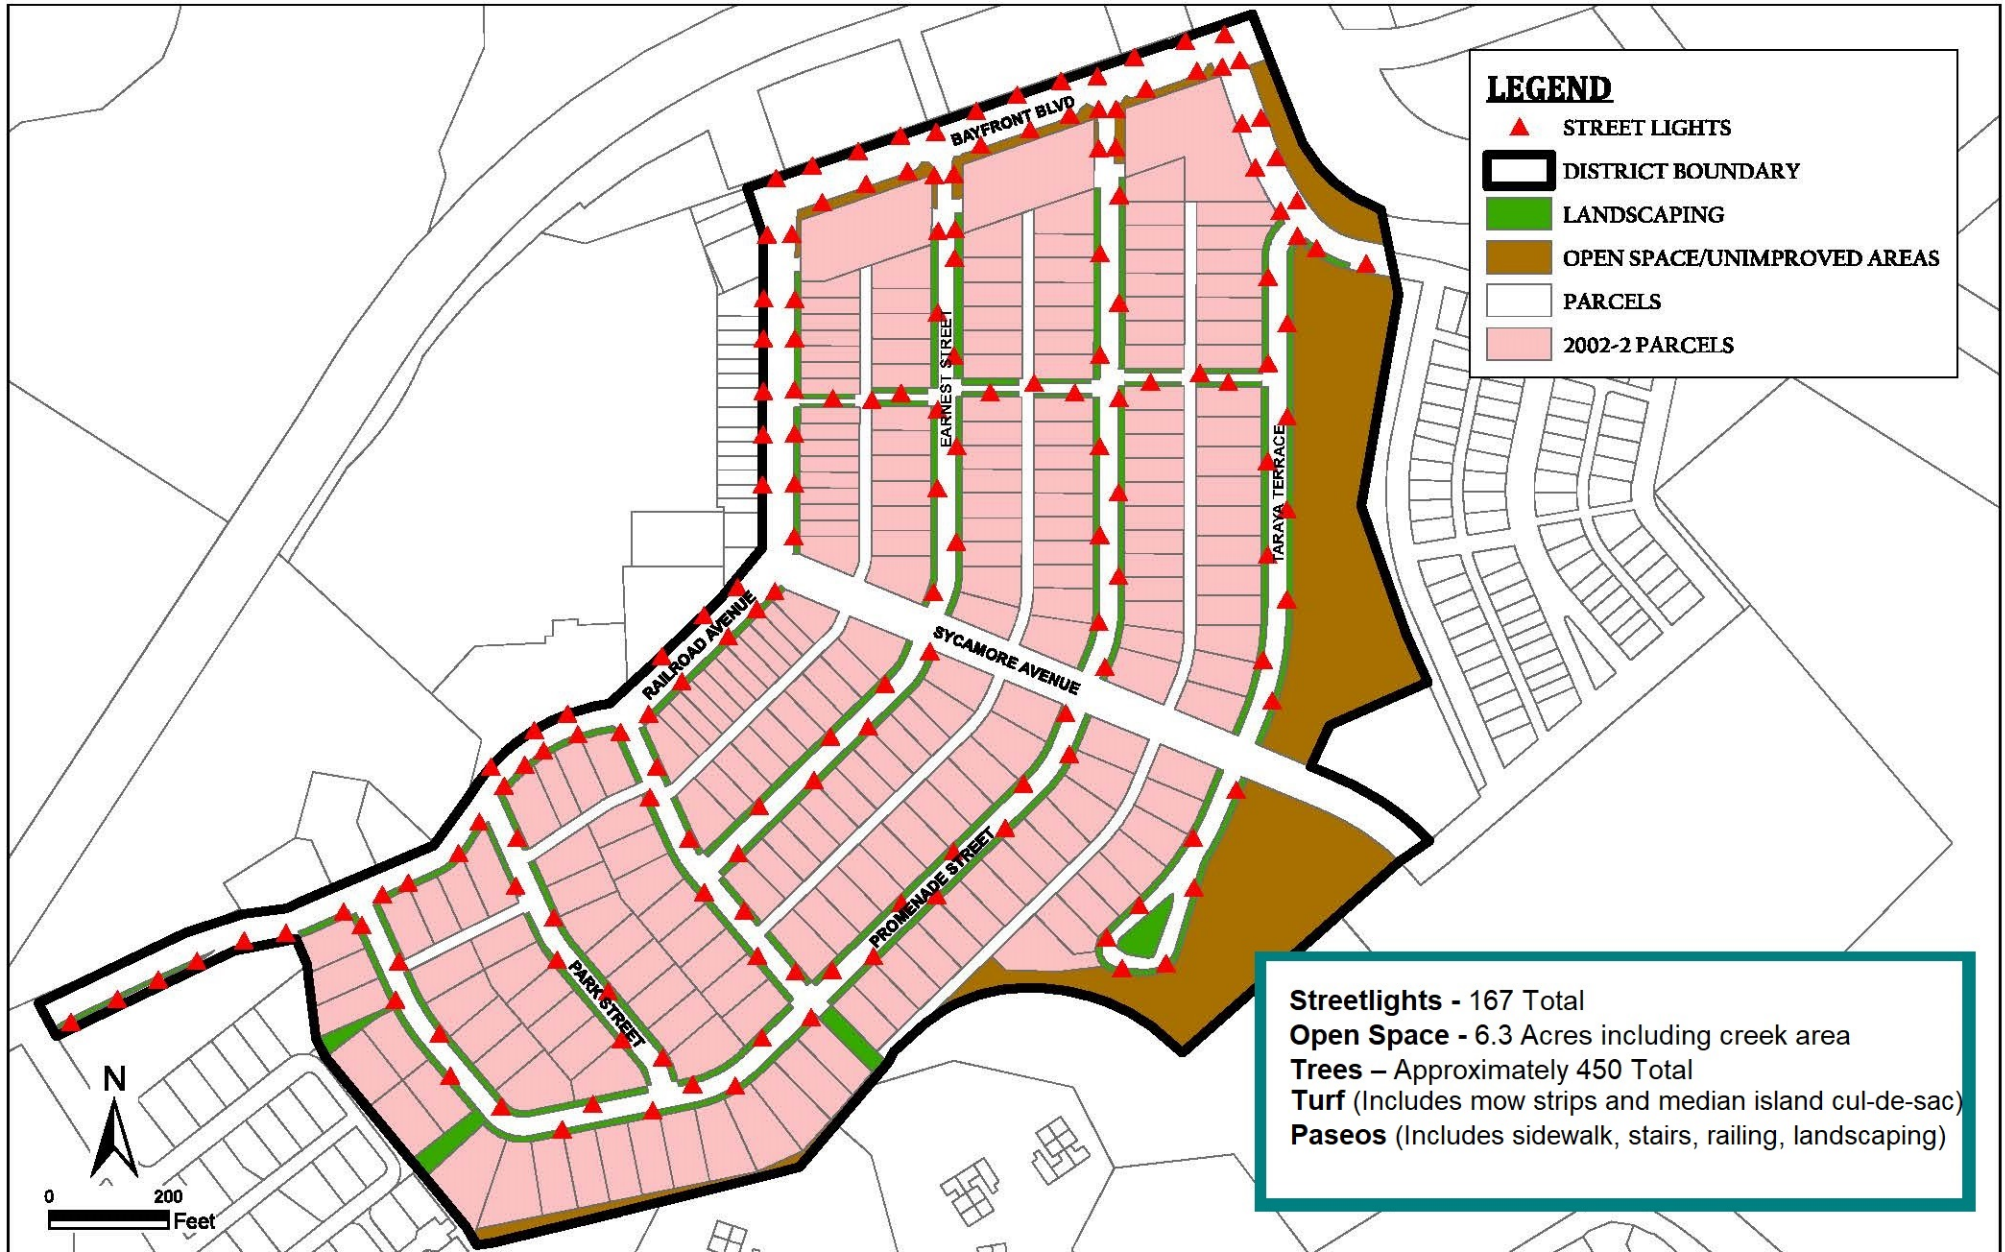 LEGEND
STREET LIGHTS
DISTRICT BOUNDARY
LANDSCAPING
OPEN SPACE/UNIMPROVED AREAS
PARCELS
2002-2 PARCELS
BAYFRONT BLVD
EARNEST STREET
TARAYA TERRACE
RAILROAD AVENUE
SYCAMORE AVENUE
PROMENADE STREET
PARK STREET
Streetlights - 167 Total
Open Space - 6.3 Acres including creek area
Trees – Approximately 450 Total
Turf (Includes mow strips and median island cul-de-sac)
Paseos (Includes sidewalk, stairs, railing, landscaping)
N
0 200
Feet